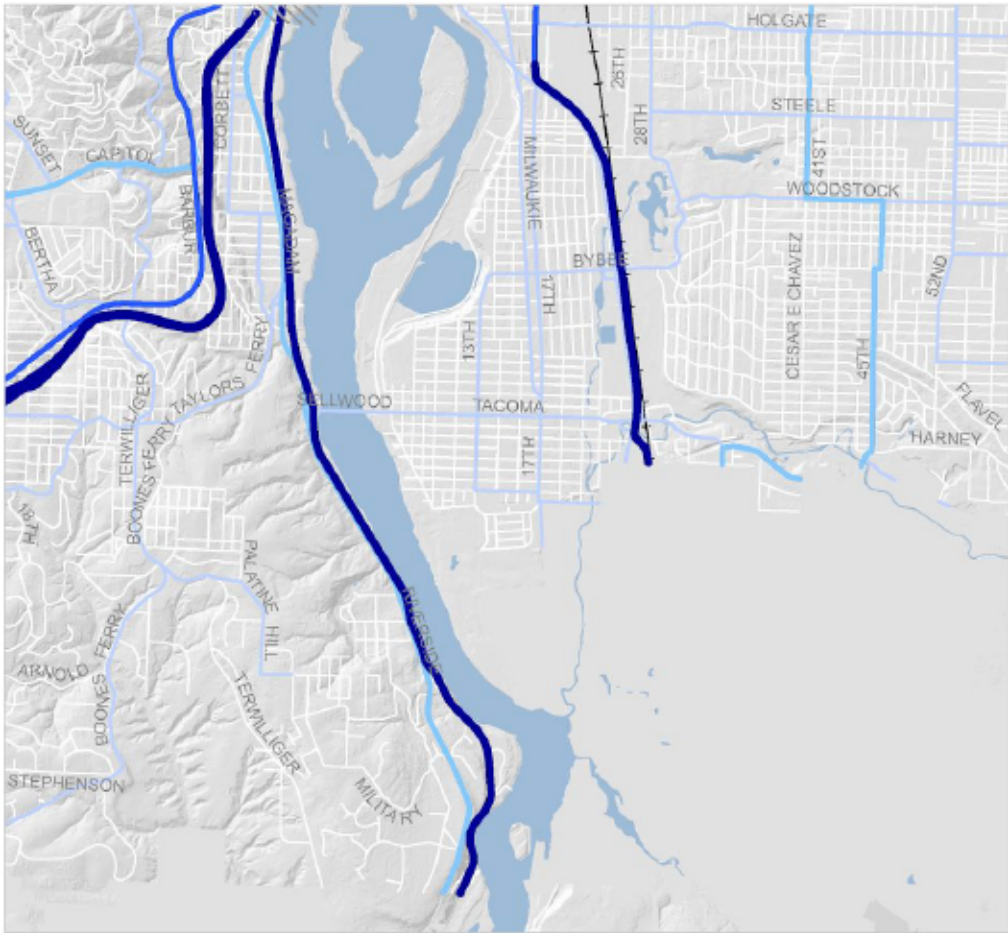 HOLGATE
26TH
CORBETT
STEELE
28TH
SUNSET
CAPITOL
MILWAUKIE
41ST
BARBUR
WOODSTOCK
MACADAM
BERTHA
BYBEE
52ND
17TH
CESAR E CHAVEZ
13TH
45TH
TAYLORS FERRY
TERWILLIGER
SELLWOOD
TACOMA
FLAVEL
HARNEY
BOONES FERRY
17TH
18.7TH
PALATINE HILL
RIVERSIDE
ARNOLD
BOONES FERRY
TERWILLIGER
STEPHENSON
MILITARY